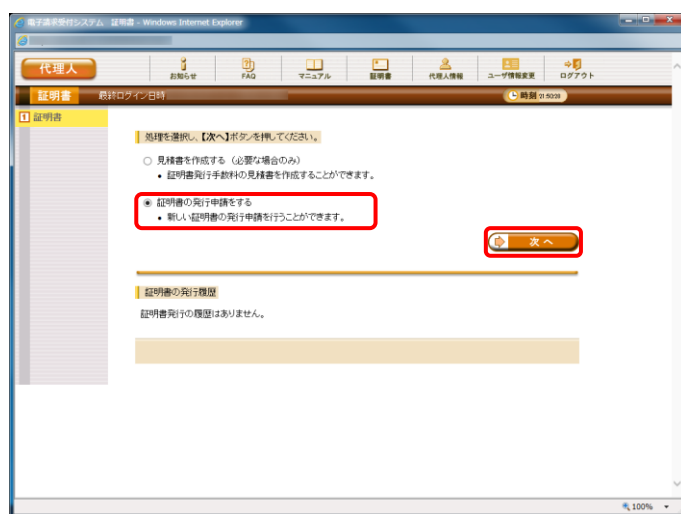 電子請求受付システム 証明書 - Windows Internet Explorer
代理人
お知らせ
FAQ
マニュアル
証明書
代理人情報
ユーザ情報変更
ログアウト
証明書
最終ログイン日時
時刻
1 証明書
処理を選択し、【次へ】ボタンを押してください。
見積書を作成する（必要な場合のみ）
• 証明書発行手数料の見積書を作成することができます。
証明書の発行申請をする
• 新しい証明書の発行申請を行うことができます。
次 へ
証明書の発行履歴
証明書発行の履歴はありません。
100%